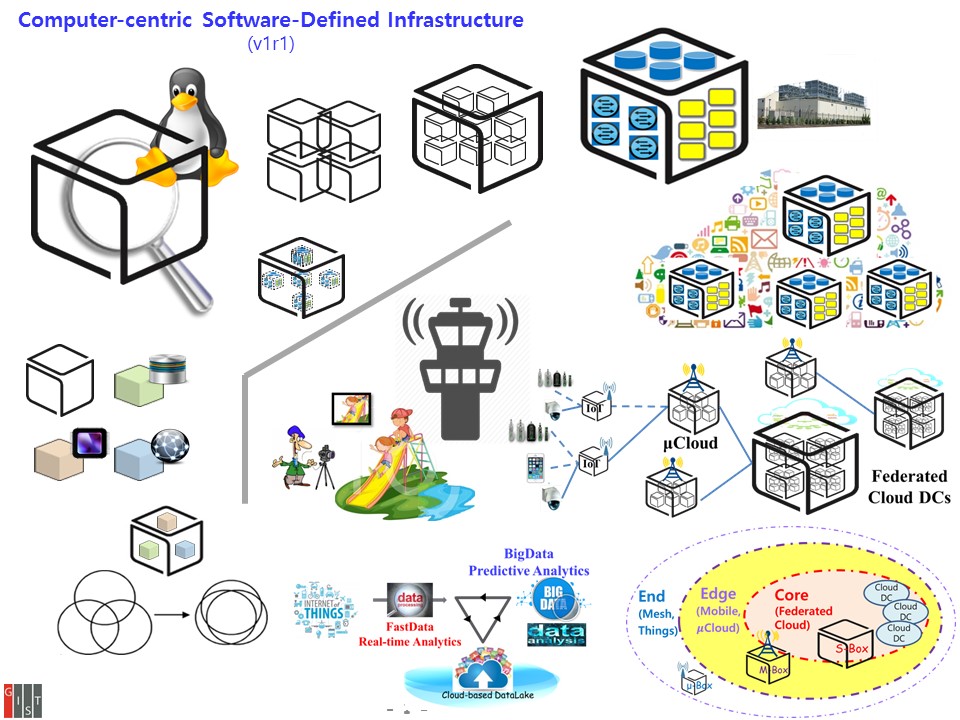 Computer-centric Software-Defined Infrastructure
(v1r1)
IoT
IoT
μCloud
Federated
Cloud DCs
BigData
Predictive Analytics
INTERNET OF
THINGS
data
processing
BIG
DATA
FastData
Real-time Analytics
data
analysis
Cloud-based DataLake
End
(Mesh,
Things)
Edge
(Mobile,
μCloud)
Core
(Federated
Cloud)
Cloud
DC
Cloud
DC
Cloud
DC
S-Box
M-Box
μ-Box
G I S T